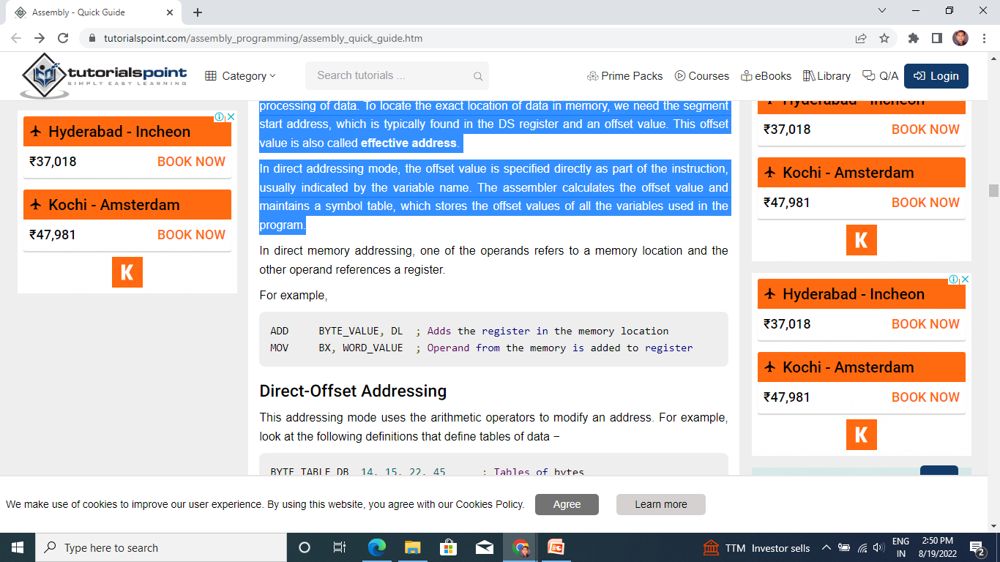 Assembly - Quick Guide
tutorialspoint.com/assembly_programming/assembly_quick_guide.htm
tutorialspoint
SIMPLY EASY LEARNING
Category
Search tutorials ...
Prime Packs
Courses
eBooks
Library
Q/A
Login
Hyderabad - Incheon
₹37,018 BOOK NOW
Kochi - Amsterdam
₹47,981 BOOK NOW
K
processing of data. To locate the exact location of data in memory, we need the segment
start address, which is typically found in the DS register and an offset value. This offset
value is also called effective address.
In direct addressing mode, the offset value is specified directly as part of the instruction,
usually indicated by the variable name. The assembler calculates the offset value and
maintains a symbol table, which stores the offset values of all the variables used in the
program.
In direct memory addressing, one of the operands refers to a memory location and the
other operand references a register.
For example,
ADD BYTE_VALUE, DL ; Adds the register in the memory location
MOV BX, WORD_VALUE ; Operand from the memory is added to register
Direct-Offset Addressing
This addressing mode uses the arithmetic operators to modify an address. For example,
look at the following definitions that define tables of data −
BYTE_TABLE DB 14, 15, 22, 45 ; Tables of bytes
Hyderabad - Incheon
₹37,018 BOOK NOW
Kochi - Amsterdam
₹47,981 BOOK NOW
K
Hyderabad - Incheon
₹37,018 BOOK NOW
Kochi - Amsterdam
₹47,981 BOOK NOW
K
We make use of cookies to improve our user experience. By using this website, you agree with our Cookies Policy.
Agree
Learn more
Type here to search
TTM Investor sells
ENG
IN
2:50 PM
8/19/2022
2